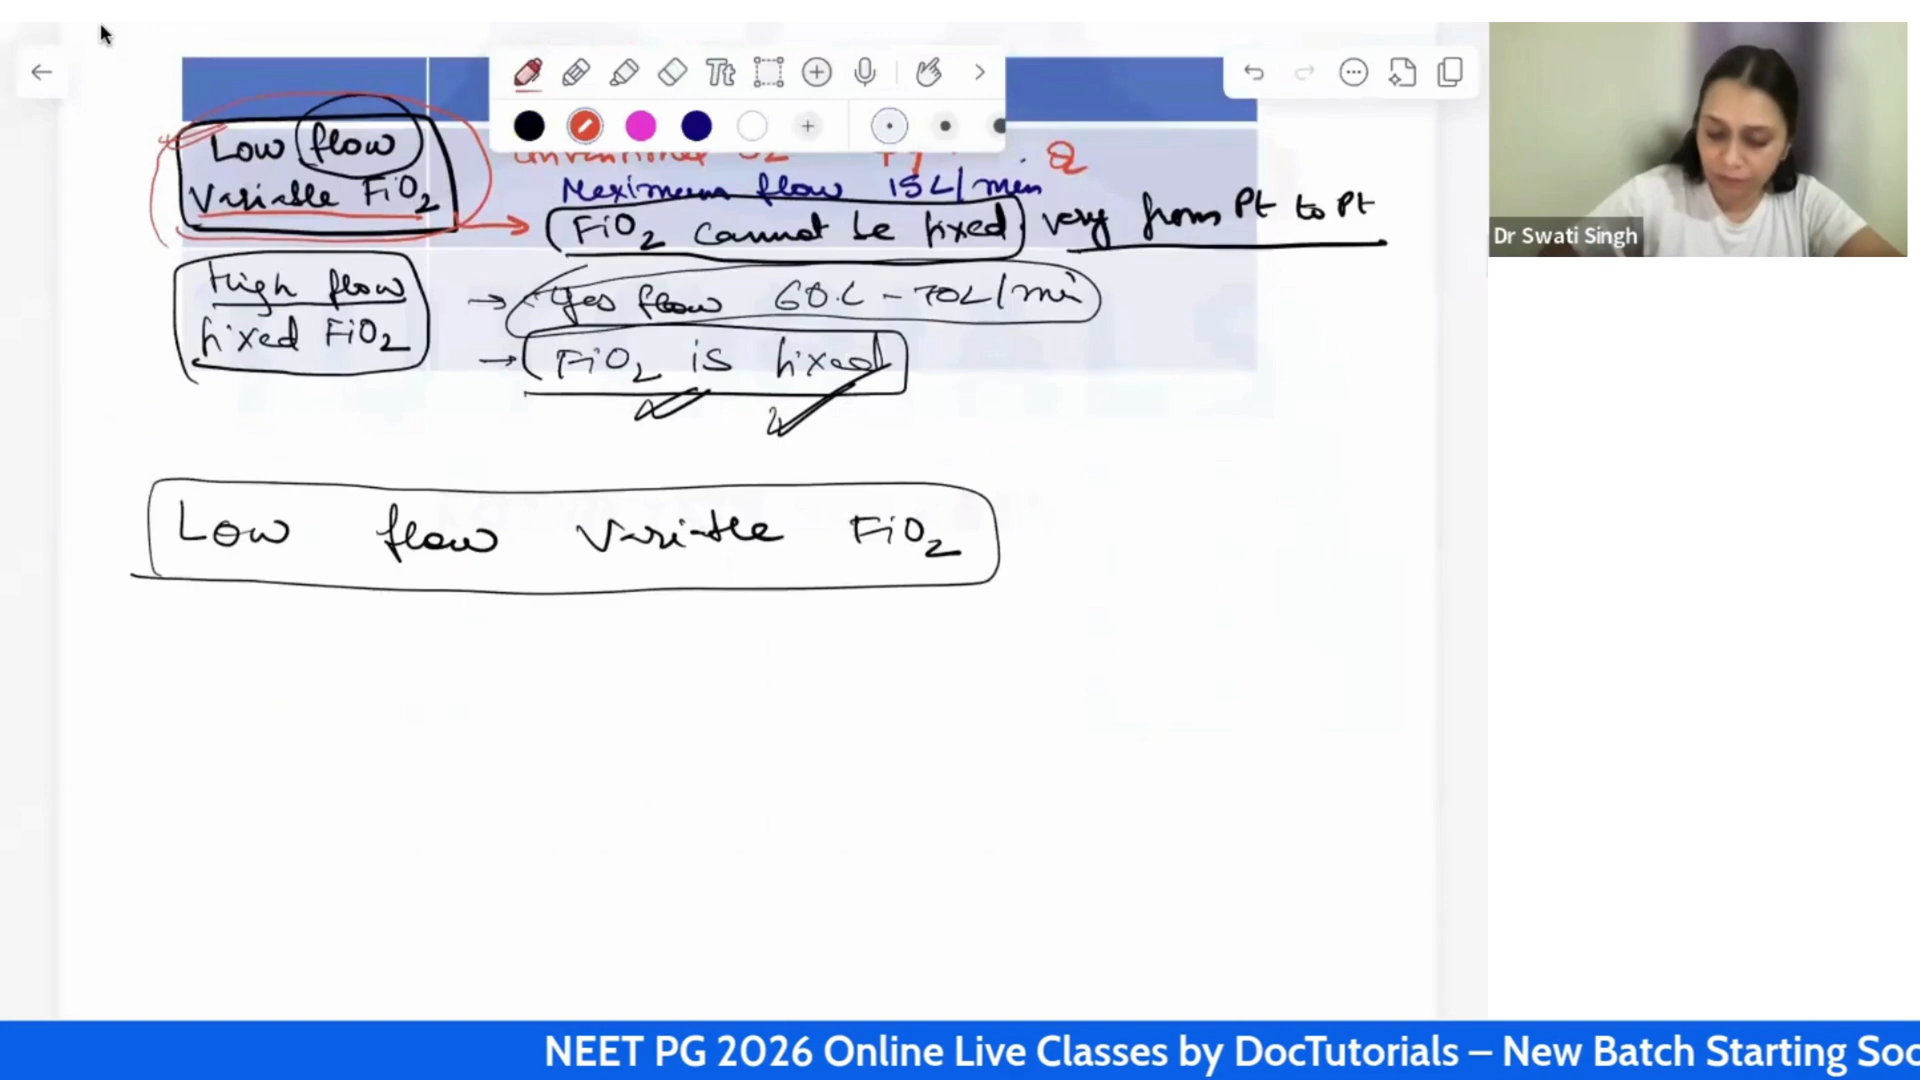 Low flow
Variable FiO2
Maximum flow 15L/min
FiO2 cannot be fixed vary from Pt to Pt
High flow
fixed FiO2
→ gas flow 60L - 70L/min
→ FiO2 is fixed
Low flow Variable FiO2
Tt
Dr Swati Singh
NEET PG 2026 Online Live Classes by DocTutorials – New Batch Starting Soo